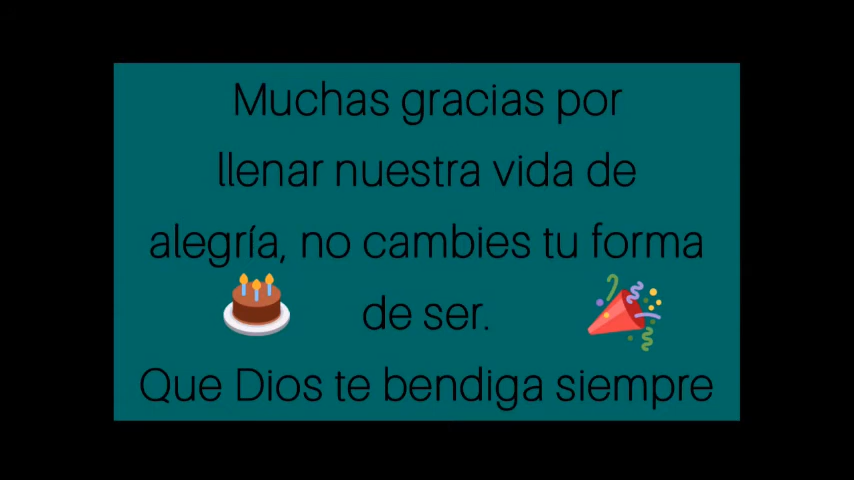 Muchas gracias por
llenar nuestra vida de
alegría, no cambies tu forma
de ser.
Que Dios te bendiga siempre